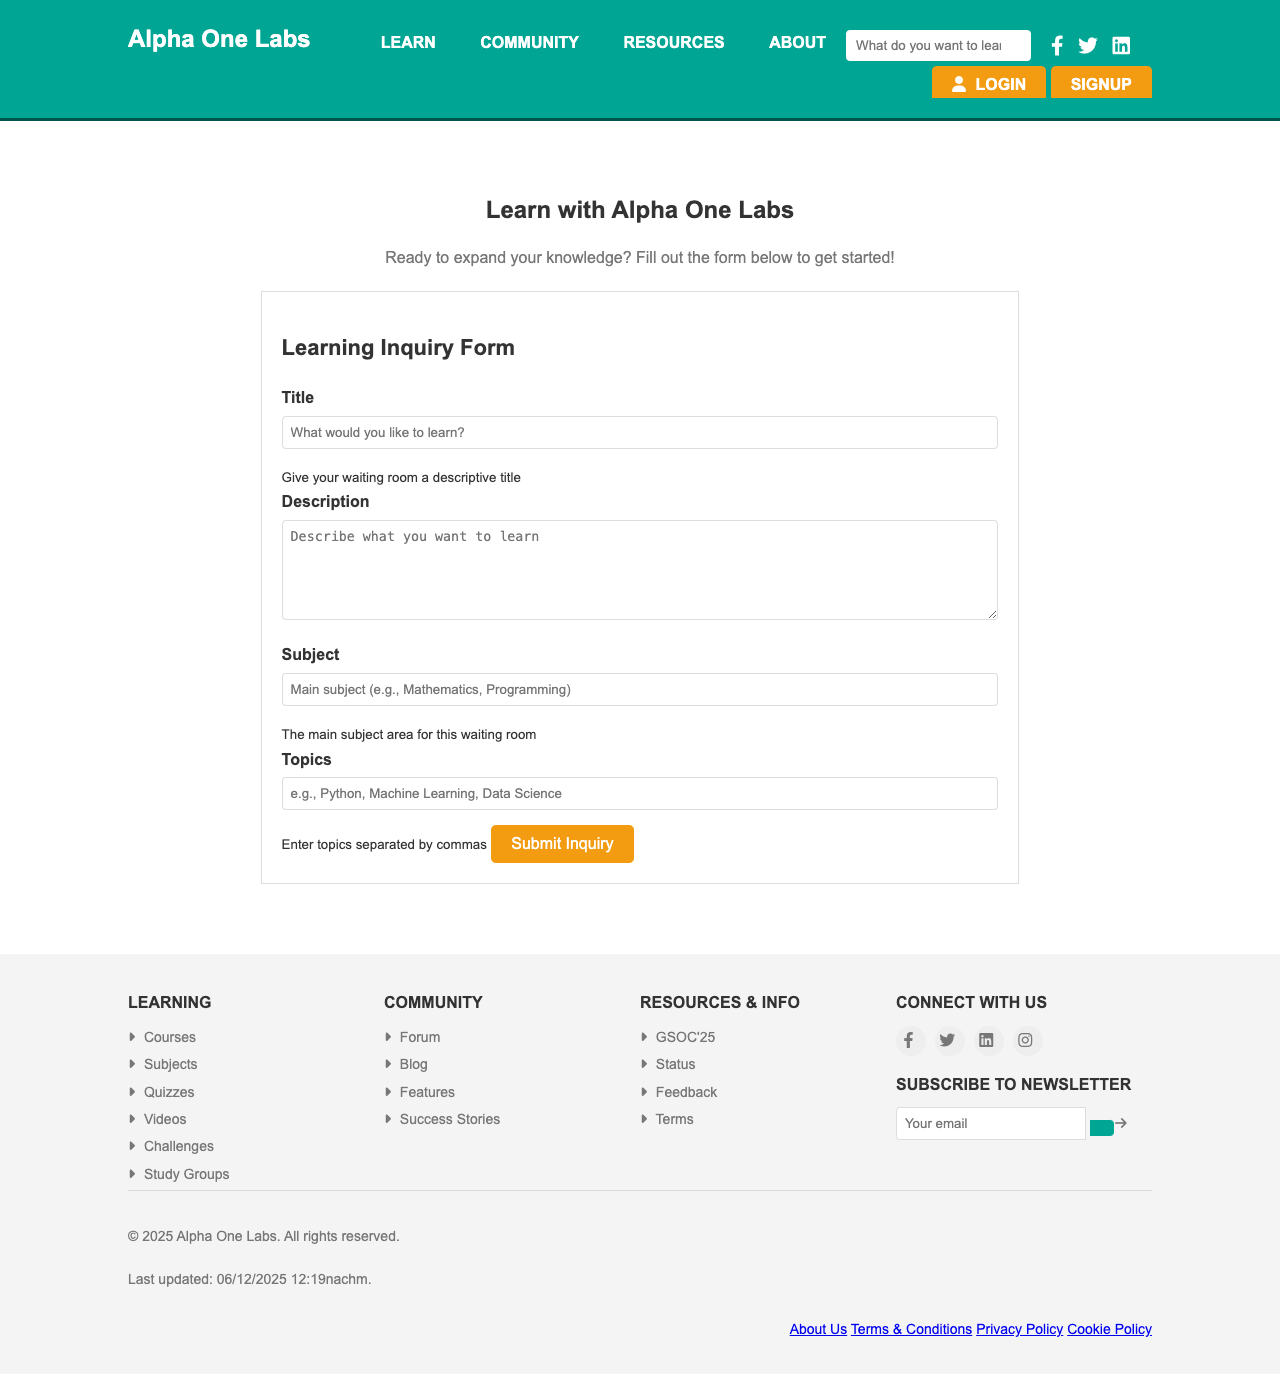 Alpha One Labs
LEARN COMMUNITY RESOURCES ABOUT
What do you want to lear
LOGIN SIGNUP
Learn with Alpha One Labs
Ready to expand your knowledge? Fill out the form below to get started!
Learning Inquiry Form
Title
What would you like to learn?
Give your waiting room a descriptive title
Description
Describe what you want to learn
Subject
Main subject (e.g., Mathematics, Programming)
The main subject area for this waiting room
Topics
e.g., Python, Machine Learning, Data Science
Enter topics separated by commas Submit Inquiry
LEARNING
Courses
Subjects
Quizzes
Videos
Challenges
Study Groups
COMMUNITY
Forum
Blog
Features
Success Stories
RESOURCES & INFO
GSOC'25
Status
Feedback
Terms
CONNECT WITH US
SUBSCRIBE TO NEWSLETTER
Your email
© 2025 Alpha One Labs. All rights reserved.
Last updated: 06/12/2025 12:19nachm.
About Us Terms & Conditions Privacy Policy Cookie Policy